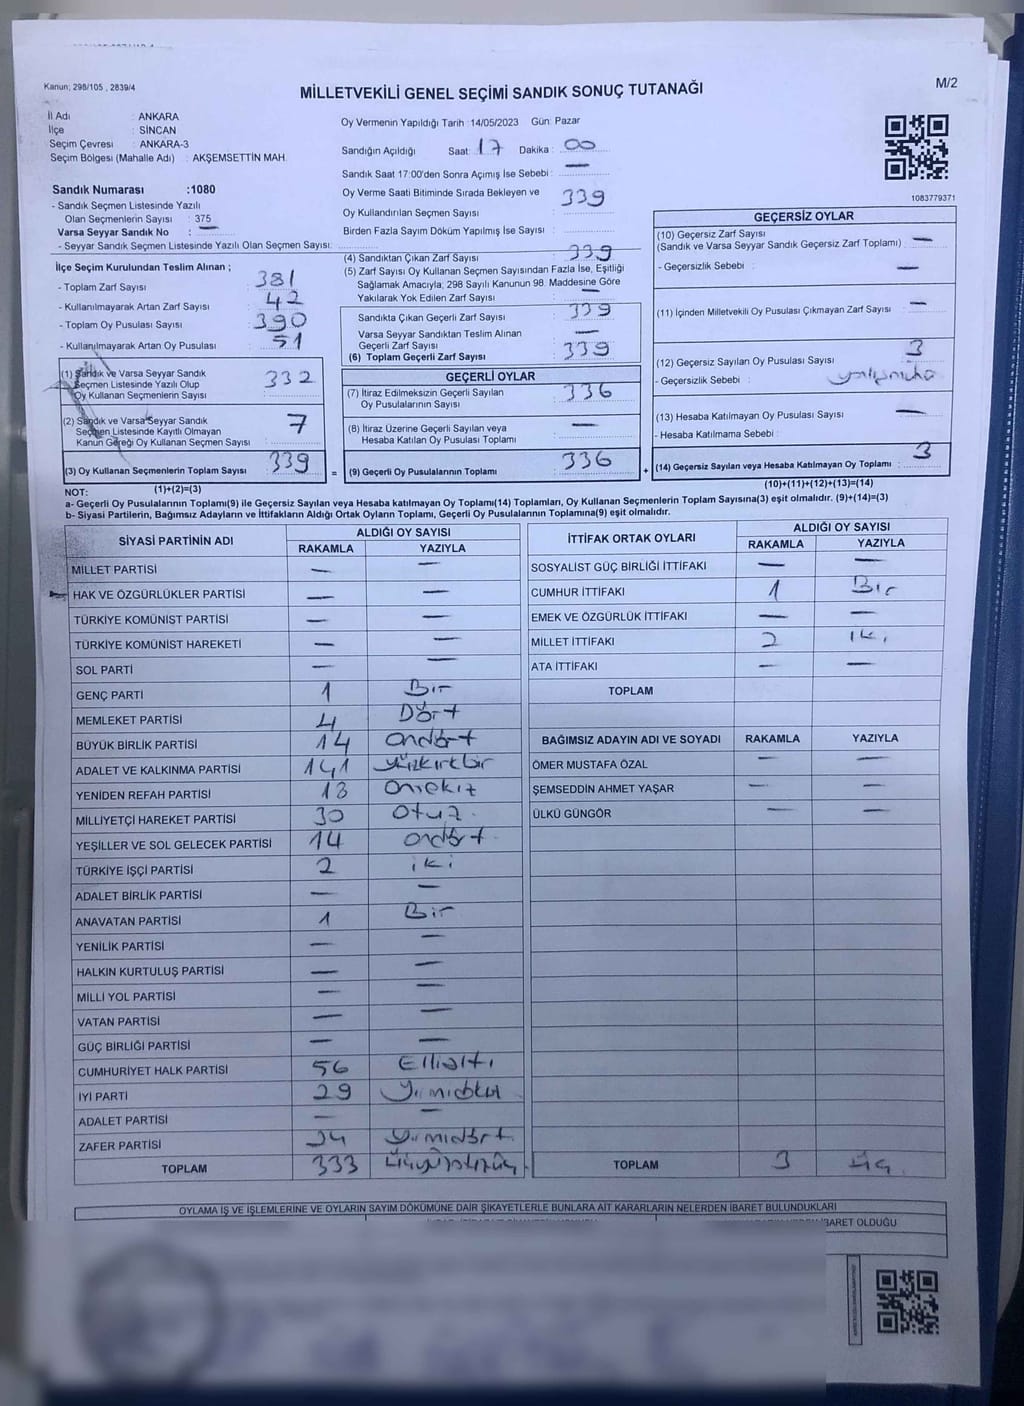 Kanun; 298/105 , 2839/4
M/2
MİLLETVEKİLİ GENEL SEÇİMİ SANDIK SONUÇ TUTANAĞI
İl Adı : ANKARA
İlçe : SİNCAN
Seçim Çevresi : ANKARA-3
Seçim Bölgesi (Mahalle Adı) : AKŞEMSETTİN MAH.
Sandık Numarası :1080
- Sandık Seçmen Listesinde Yazılı
Olan Seçmenlerin Sayısı : 375
Varsa Seyyar Sandık No : —
- Seyyar Sandık Seçmen Listesinde Yazılı Olan Seçmen Sayısı:
Oy Vermenin Yapıldığı Tarih :14/05/2023 Gün: Pazar
Sandığın Açıldığı Saat: 17 Dakika : 00
Sandık Saat 17:00'den Sonra Açımış İse Sebebi : —
Oy Verme Saati Bitiminde Sırada Bekleyen ve
Oy Kullandırılan Seçmen Sayısı : 339
Birden Fazla Sayım Döküm Yapılmış İse Sayısı :
1083779371
İlçe Seçim Kurulundan Teslim Alınan ;
- Toplam Zarf Sayısı : 381
- Kullanılmayarak Artan Zarf Sayısı : 42
- Toplam Oy Pusulası Sayısı : 390
- Kullanılmayarak Artan Oy Pusulası : 51
(1) Sandık ve Varsa Seyyar Sandık
Seçmen Listesinde Yazılı Olup
Oy Kullanan Seçmenlerin Sayısı : 332
(2) Sandık ve Varsa Seyyar Sandık
Seçmen Listesinde Kayıtlı Olmayan
Kanun Gereği Oy Kullanan Seçmen Sayısı : 7
(3) Oy Kullanan Seçmenlerin Toplam Sayısı : 339 =
(4) Sandıktan Çıkan Zarf Sayısı : 339
(5) Zarf Sayısı Oy Kullanan Seçmen Sayısından Fazla İse, Eşitliği
Sağlamak Amacıyla; 298 Sayılı Kanunun 98. Maddesine Göre
Yakılarak Yok Edilen Zarf Sayısı : —
Sandıkta Çıkan Geçerli Zarf Sayısı : 339
Varsa Seyyar Sandıktan Teslim Alınan
Geçerli Zarf Sayısı : —
(6) Toplam Geçerli Zarf Sayısı : 339
GEÇERLİ OYLAR
(7) İtiraz Edilmeksizin Geçerli Sayılan
Oy Pusulalarının Sayısı : 336
(8) İtiraz Üzerine Geçerli Sayılan veya
Hesaba Katılan Oy Pusulası Toplamı : —
(9) Geçerli Oy Pusulalarının Toplamı : 336 +
GEÇERSİZ OYLAR
(10) Geçersiz Zarf Sayısı
(Sandık ve Varsa Seyyar Sandık Geçersiz Zarf Toplamı) : —
- Geçersizlik Sebebi : —
(11) İçinden Milletvekili Oy Pusulası Çıkmayan Zarf Sayısı : —
(12) Geçersiz Sayılan Oy Pusulası Sayısı : 3
- Geçersizlik Sebebi :
(13) Hesaba Katılmayan Oy Pusulası Sayısı : —
- Hesaba Katılmama Sebebi :
(14) Geçersiz Sayılan veya Hesaba Katılmayan Oy Toplamı : 3
NOT: (1)+(2)=(3)
(10)+(11)+(12)+(13)=(14)
a- Geçerli Oy Pusulalarının Toplamı(9) ile Geçersiz Sayılan veya Hesaba katılmayan Oy Toplamı(14) Toplamları, Oy Kullanan Seçmenlerin Toplam Sayısına(3) eşit olmalıdır. (9)+(14)=(3)
b- Siyasi Partilerin, Bağımsız Adayların ve İttifakların Aldığı Ortak Oyların Toplamı, Geçerli Oy Pusulalarının Toplamına(9) eşit olmalıdır.
SİYASİ PARTİNİN ADI ALDIĞI OY SAYISI
RAKAMLA YAZIYLA
MİLLET PARTİSİ — —
HAK VE ÖZGÜRLÜKLER PARTİSİ — —
TÜRKİYE KOMÜNİST PARTİSİ — —
TÜRKİYE KOMÜNİST HAREKETİ — —
SOL PARTİ — —
GENÇ PARTİ 1 Bir
MEMLEKET PARTİSİ 4 Dört
BÜYÜK BİRLİK PARTİSİ 14 Ondört
ADALET VE KALKINMA PARTİSİ 141 Yüzkırkbir
YENİDEN REFAH PARTİSİ 18 Onsekiz
MİLLİYETÇİ HAREKET PARTİSİ 30 Otuz
YEŞİLLER VE SOL GELECEK PARTİSİ 14 Ondört
TÜRKİYE İŞÇİ PARTİSİ 2 iki
ADALET BİRLİK PARTİSİ — —
ANAVATAN PARTİSİ 1 Bir
YENİLİK PARTİSİ — —
HALKIN KURTULUŞ PARTİSİ — —
MİLLİ YOL PARTİSİ — —
VATAN PARTİSİ — —
GÜÇ BİRLİĞİ PARTİSİ — —
CUMHURİYET HALK PARTİSİ 56 Ellialtı
İYİ PARTİ 29 Yirmidokuz
ADALET PARTİSİ — —
ZAFER PARTİSİ 24 Yirmidört
TOPLAM 333 Üçyüzotuzüç
İTTİFAK ORTAK OYLARI ALDIĞI OY SAYISI
RAKAMLA YAZIYLA
SOSYALİST GÜÇ BİRLİĞİ İTTİFAKI — —
CUMHUR İTTİFAKI 1 Bir
EMEK VE ÖZGÜRLÜK İTTİFAKI — —
MİLLET İTTİFAKI 2 iki
ATA İTTİFAKI — —
TOPLAM
BAĞIMSIZ ADAYIN ADI VE SOYADI RAKAMLA YAZIYLA
ÖMER MUSTAFA ÖZAL — —
ŞEMSEDDİN AHMET YAŞAR — —
ÜLKÜ GÜNGÖR — —
TOPLAM 3 üç
OYLAMA İŞ VE İŞLEMLERİNE VE OYLARIN SAYIM DÖKÜMÜNE DAİR ŞİKAYETLERLE BUNLARA AİT KARARLARIN NELERDEN İBARET BULUNDUKLARI
İBARET OLDUĞU